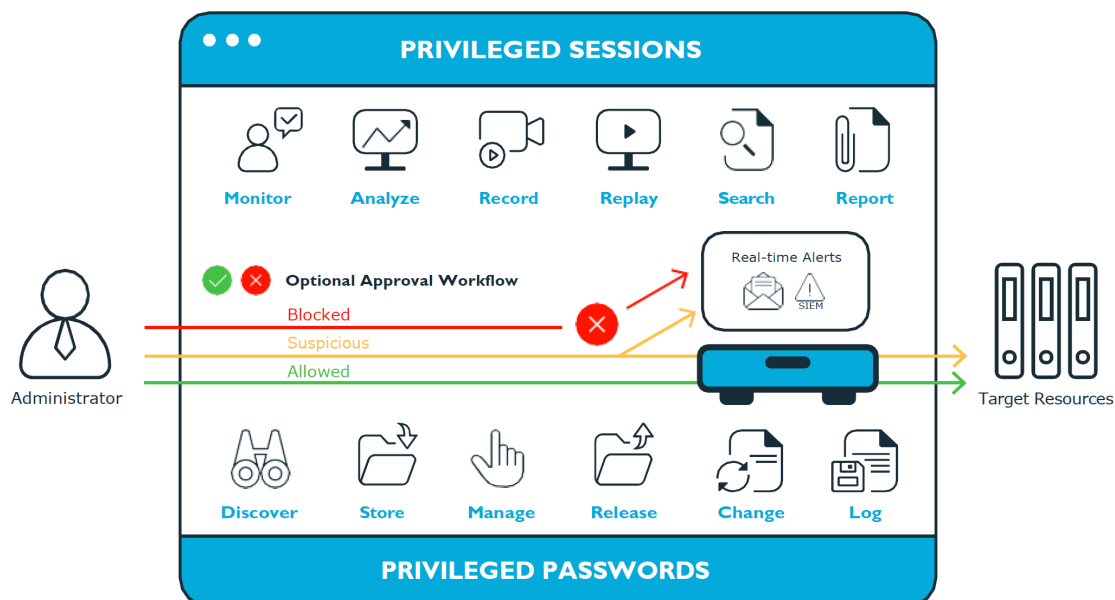 PRIVILEGED SESSIONS
Monitor
Analyze
Record
Replay
Search
Report
Real-time Alerts
SIEM
Optional Approval Workflow
Blocked
Suspicious
Allowed
Administrator
Target Resources
Discover
Store
Manage
Release
Change
Log
PRIVILEGED PASSWORDS